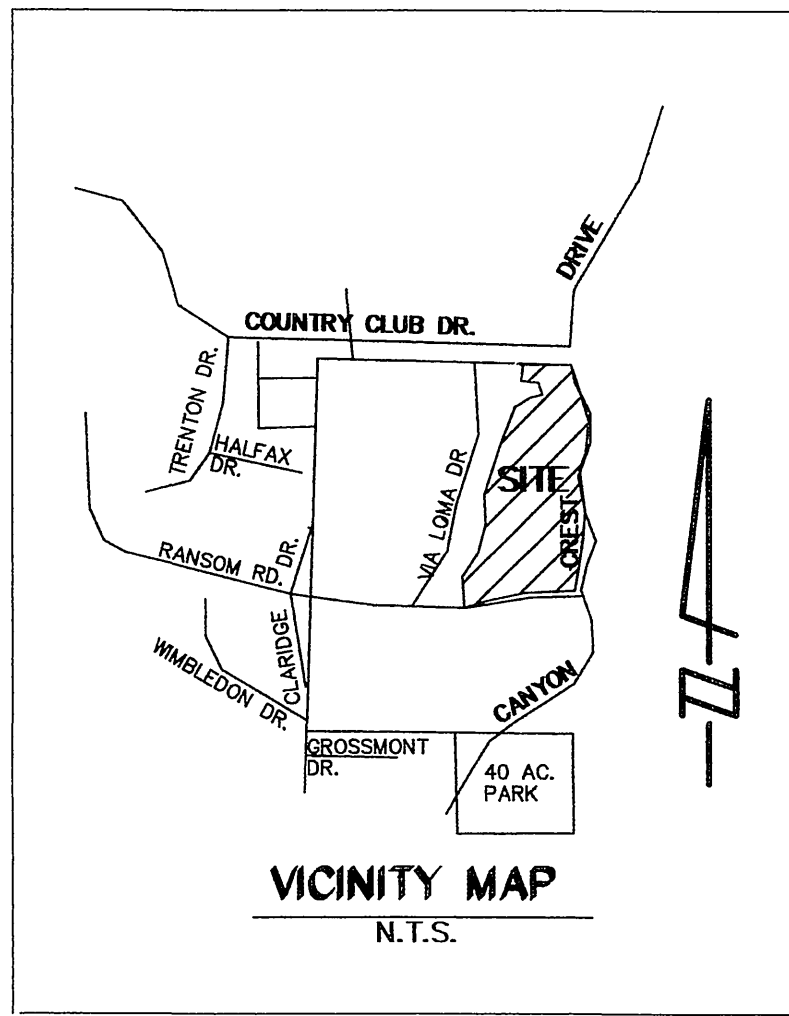 DRIVE
COUNTRY CLUB DR.
TRENTON DR.
HALFAX
DR.
VIA LOMA DR
SITE
CREST
RANSOM RD.
DR.
CLARIDGE
WIMBLEDON DR.
CANYON
GROSSMONT
DR.
40 AC.
PARK
N
VICINITY MAP
N.T.S.